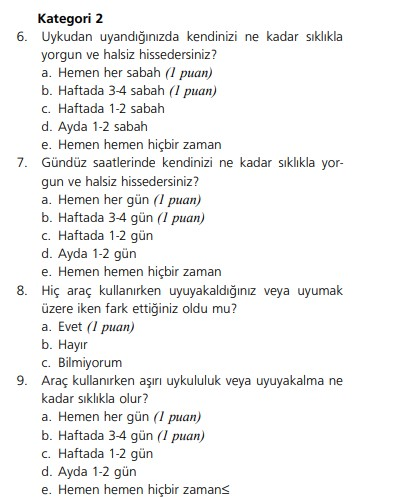 Kategori 2
6. Uykudan uyandığınızda kendinizi ne kadar sıklıkla
yorgun ve halsiz hissedersiniz?
a. Hemen her sabah (1 puan)
b. Haftada 3-4 sabah (1 puan)
c. Haftada 1-2 sabah
d. Ayda 1-2 sabah
e. Hemen hemen hiçbir zaman
7. Gündüz saatlerinde kendinizi ne kadar sıklıkla yor-
gun ve halsiz hissedersiniz?
a. Hemen her gün (1 puan)
b. Haftada 3-4 gün (1 puan)
c. Haftada 1-2 gün
d. Ayda 1-2 gün
e. Hemen hemen hiçbir zaman
8. Hiç araç kullanırken uyuyakaldığınız veya uyumak
üzere iken fark ettiğiniz oldu mu?
a. Evet (1 puan)
b. Hayır
c. Bilmiyorum
9. Araç kullanırken aşırı uykululuk veya uyuyakalma ne
kadar sıklıkla olur?
a. Hemen her gün (1 puan)
b. Haftada 3-4 gün (1 puan)
c. Haftada 1-2 gün
d. Ayda 1-2 gün
e. Hemen hemen hiçbir zaman≤